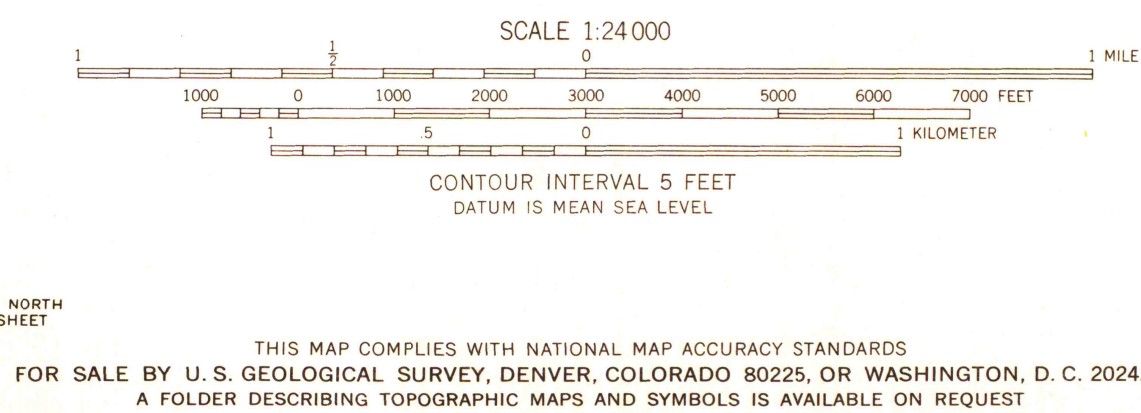 SCALE 1:24 000
1 1/2 0 1 MILE
1000 0 1000 2000 3000 4000 5000 6000 7000 FEET
1 .5 0 1 KILOMETER
CONTOUR INTERVAL 5 FEET
DATUM IS MEAN SEA LEVEL
NORTH
SHEET
THIS MAP COMPLIES WITH NATIONAL MAP ACCURACY STANDARDS
FOR SALE BY U. S. GEOLOGICAL SURVEY, DENVER, COLORADO 80225, OR WASHINGTON, D. C. 2024
A FOLDER DESCRIBING TOPOGRAPHIC MAPS AND SYMBOLS IS AVAILABLE ON REQUEST